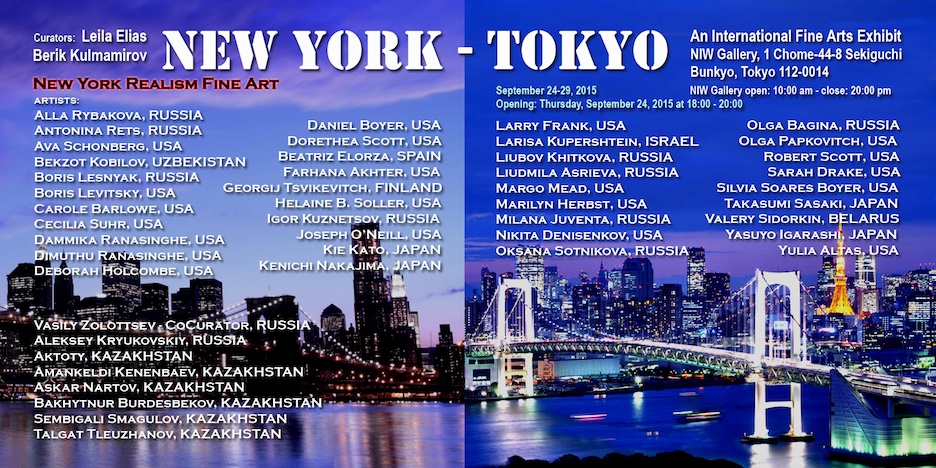 Curators: Leila Elias
Berik Kulmamirov
NEW YORK - TOKYO
An International Fine Arts Exhibit
NIW Gallery, 1 Chome-44-8 Sekiguchi
Bunkyo, Tokyo 112-0014
NIW Gallery open: 10:00 am - close: 20:00 pm
September 24-29, 2015
Opening: Thursday, September 24, 2015 at 18:00 - 20:00
New York Realism Fine Art
ARTISTS:
Alla Rybakova, RUSSIA
Antonina Rets, RUSSIA
Ava Schonberg, USA
Bekzot Kobilov, UZBEKISTAN
Boris Lesnyak, RUSSIA
Boris Levitsky, USA
Carole Barlowe, USA
Cecilia Suhr, USA
Dammika Ranasinghe, USA
Dimuthu Ranasinghe, USA
Deborah Holcombe, USA
Daniel Boyer, USA
Dorethea Scott, USA
Beatriz Elorza, SPAIN
Farhana Akhter, USA
Georgij Tsvikevitch, FINLAND
Helaine B. Soller, USA
Igor Kuznetsov, RUSSIA
Joseph O'Neill, USA
Kie Kato, JAPAN
Kenichi Nakajima, JAPAN
Larry Frank, USA
Larisa Kupershtein, ISRAEL
Liubov Khitkova, RUSSIA
Liudmila Asrieva, RUSSIA
Margo Mead, USA
Marilyn Herbst, USA
Milana Juventa, RUSSIA
Nikita Denisenkov, USA
Oksana Sotnikova, RUSSIA
Olga Bagina, RUSSIA
Olga Papkovitch, USA
Robert Scott, USA
Sarah Drake, USA
Silvia Soares Boyer, USA
Takasumi Sasaki, JAPAN
Valery Sidorkin, BELARUS
Yasuyo Igarashi, JAPAN
Yulia Altas, USA
Vasily Zolottsev - CoCurator, RUSSIA
Aleksey Kryukovskiy, RUSSIA
Aktoty, KAZAKHSTAN
Amankeldi Kenenbaev, KAZAKHSTAN
Askar Nartov, KAZAKHSTAN
Bakhytnur Burdesbekov, KAZAKHSTAN
Sembigali Smagulov, KAZAKHSTAN
Talgat Tleuzhanov, KAZAKHSTAN